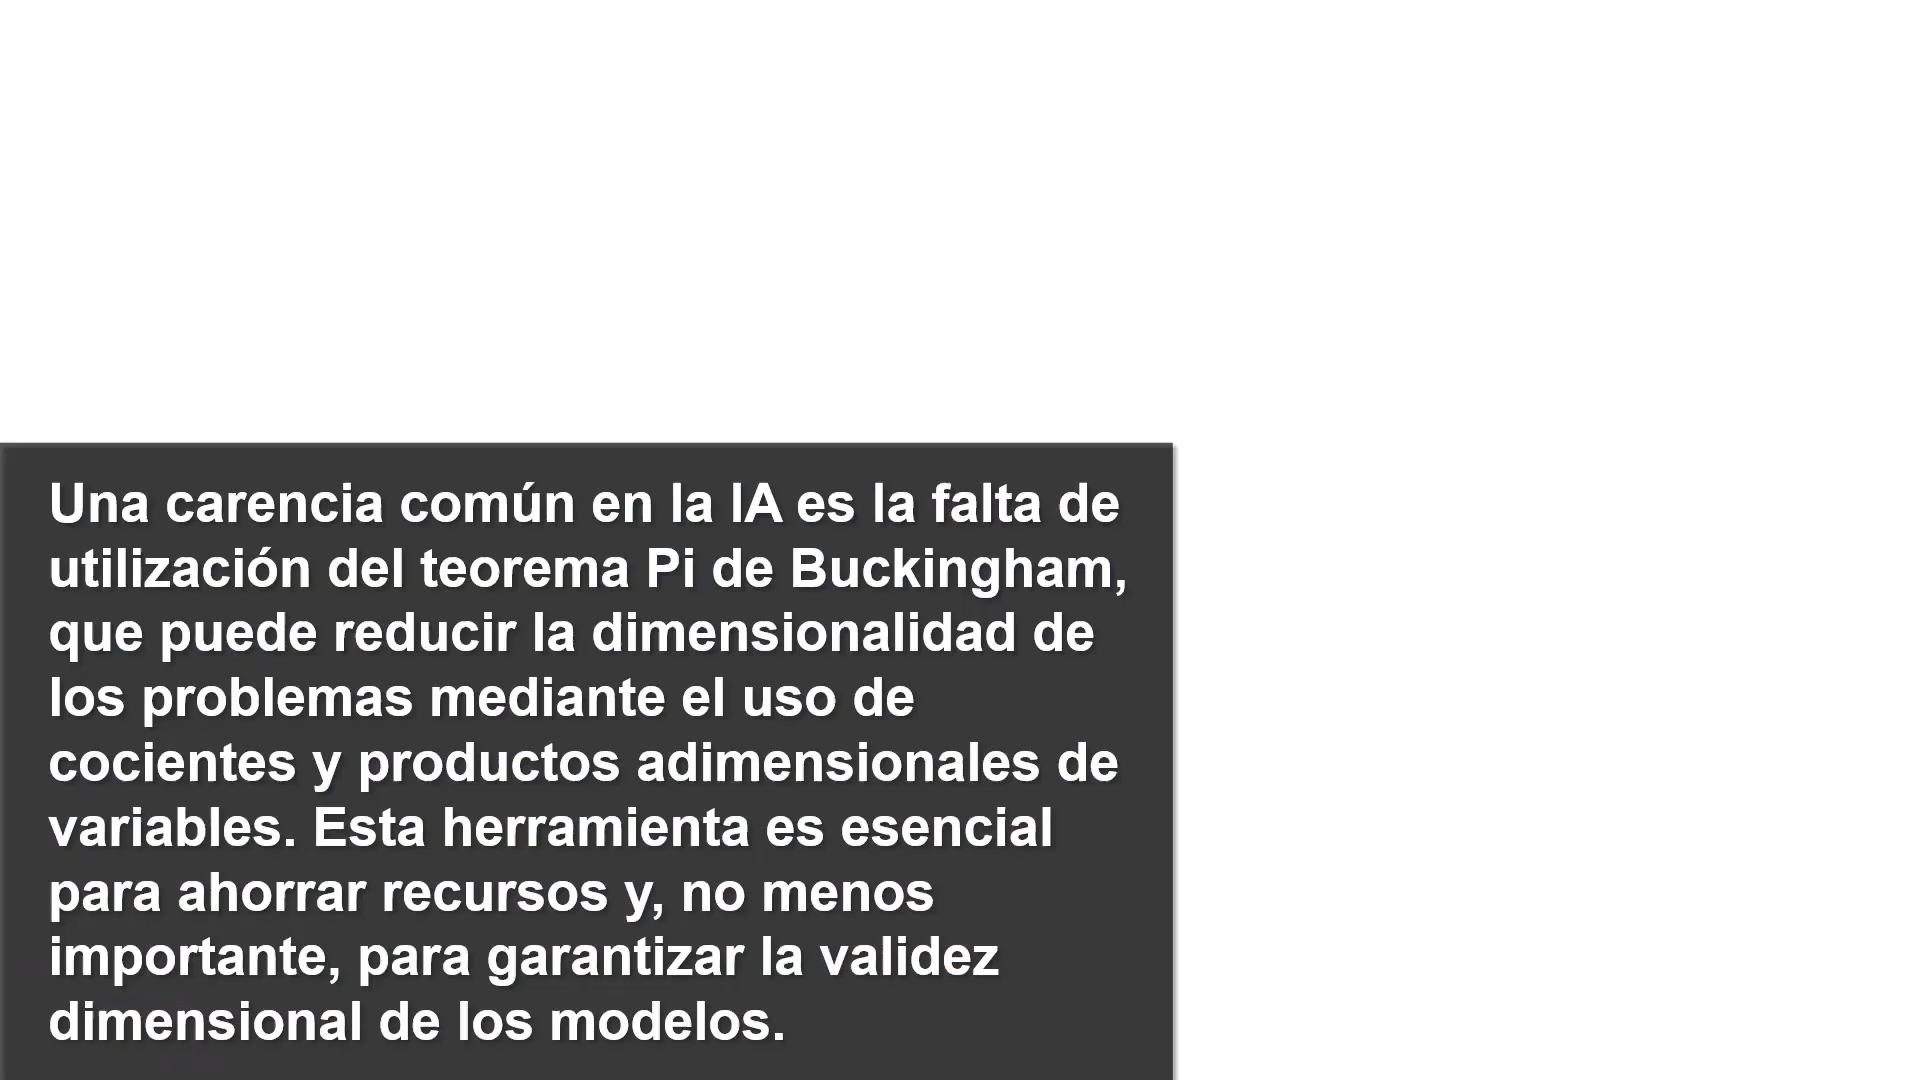 Una carencia común en la IA es la falta de
utilización del teorema Pi de Buckingham,
que puede reducir la dimensionalidad de
los problemas mediante el uso de
cocientes y productos adimensionales de
variables. Esta herramienta es esencial
para ahorrar recursos y, no menos
importante, para garantizar la validez
dimensional de los modelos.